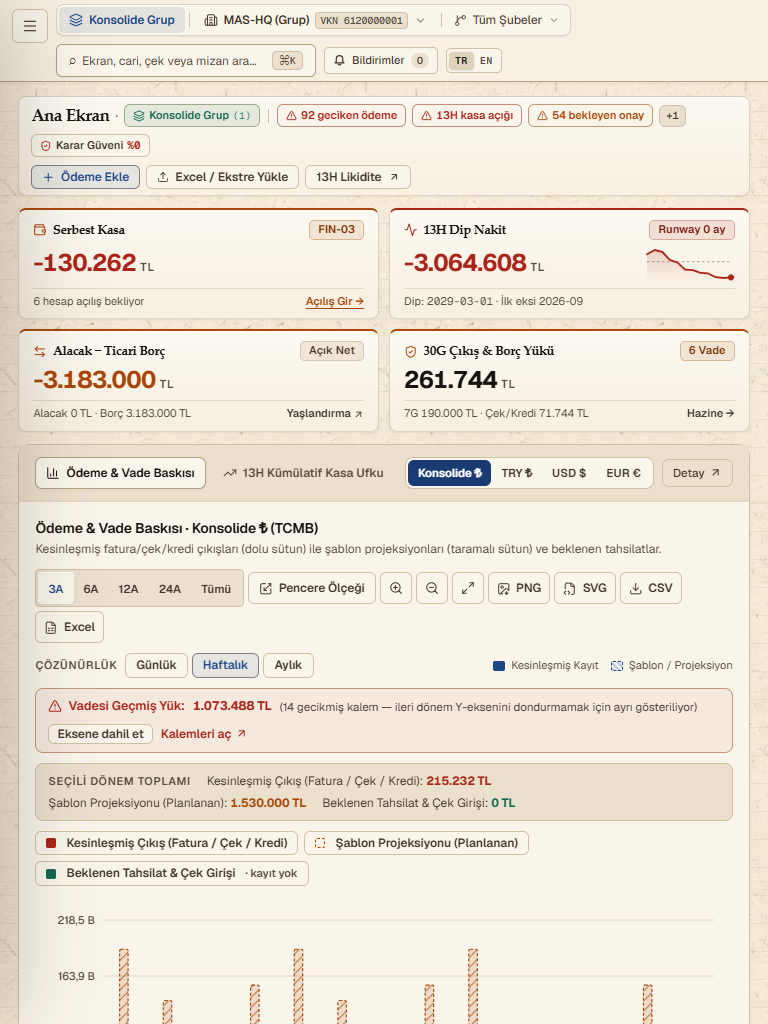 Konsolide Grup
MAS-HQ (Grup) VKN 6120000001
Tüm Şubeler
Ekran, cari, çek veya mizan ara... ⌘K
Bildirimler 0
TR EN
Ana Ekran · Konsolide Grup (1)
92 geciken ödeme
13H kasa açığı
54 bekleyen onay
+1
Karar Güveni %0
+ Ödeme Ekle
Excel / Ekstre Yükle
13H Likidite ↗
Serbest Kasa FIN-03
-130.262 TL
6 hesap açılış bekliyor Açılış Gir →
13H Dip Nakit Runway 0 ay
-3.064.608 TL
Dip: 2029-03-01 · İlk eksi 2026-09
Alacak − Ticari Borç Açık Net
-3.183.000 TL
Alacak 0 TL · Borç 3.183.000 TL Yaşlandırma ↗
30G Çıkış & Borç Yükü 6 Vade
261.744 TL
7G 190.000 TL · Çek/Kredi 71.744 TL Hazine →
Ödeme & Vade Baskısı
13H Kümülatif Kasa Ufku
Konsolide ₺ TRY ₺ USD $ EUR €
Detay ↗
Ödeme & Vade Baskısı · Konsolide ₺ (TCMB)
Kesinleşmiş fatura/çek/kredi çıkışları (dolu sütun) ile şablon projeksiyonları (taramalı sütun) ve beklenen tahsilatlar.
3A 6A 12A 24A Tümü
Pencere Ölçeği
PNG
SVG
CSV
Excel
ÇÖZÜNÜRLÜK Günlük Haftalık Aylık
Kesinleşmiş Kayıt Şablon / Projeksiyon
Vadesi Geçmiş Yük: 1.073.488 TL (14 gecikmiş kalem — ileri dönem Y-eksenini dondurmamak için ayrı gösteriliyor)
Eksene dahil et Kalemleri aç ↗
SEÇİLİ DÖNEM TOPLAMI Kesinleşmiş Çıkış (Fatura / Çek / Kredi): 215.232 TL
Şablon Projeksiyonu (Planlanan): 1.530.000 TL Beklenen Tahsilat & Çek Girişi: 0 TL
Kesinleşmiş Çıkış (Fatura / Çek / Kredi)
Şablon Projeksiyonu (Planlanan)
Beklenen Tahsilat & Çek Girişi · kayıt yok
218,5 B
163,9 B